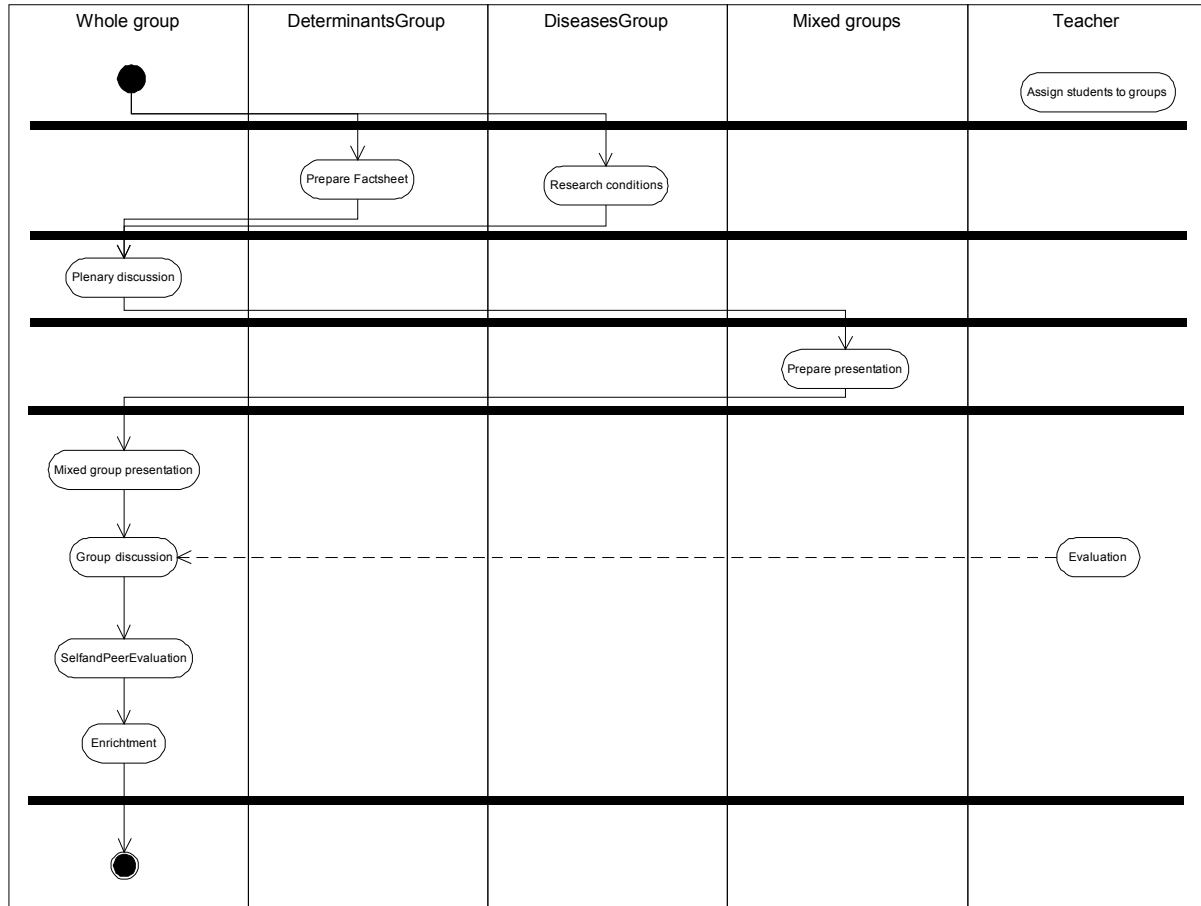 Whole group
DeterminantsGroup
DiseasesGroup
Mixed groups
Teacher
Assign students to groups
Prepare Factsheet
Research conditions
Plenary discussion
Prepare presentation
Mixed group presentation
Group discussion
Evaluation
SelfandPeerEvaluation
Enrichtment